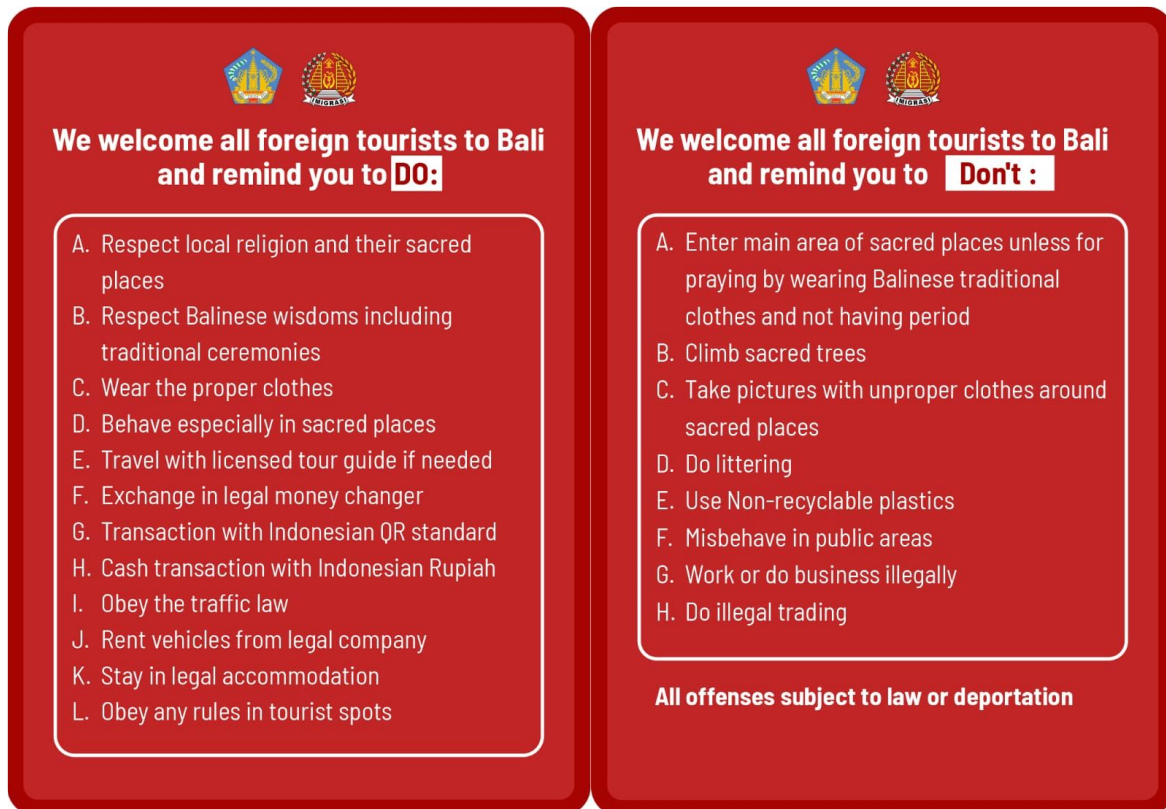 IMIGRASI
We welcome all foreign tourists to Bali
and remind you to DO:
A. Respect local religion and their sacred
places
B. Respect Balinese wisdoms including
traditional ceremonies
C. Wear the proper clothes
D. Behave especially in sacred places
E. Travel with licensed tour guide if needed
F. Exchange in legal money changer
G. Transaction with Indonesian QR standard
H. Cash transaction with Indonesian Rupiah
I. Obey the traffic law
J. Rent vehicles from legal company
K. Stay in legal accommodation
L. Obey any rules in tourist spots
IMIGRASI
We welcome all foreign tourists to Bali
and remind you to Don't :
A. Enter main area of sacred places unless for
praying by wearing Balinese traditional
clothes and not having period
B. Climb sacred trees
C. Take pictures with unproper clothes around
sacred places
D. Do littering
E. Use Non-recyclable plastics
F. Misbehave in public areas
G. Work or do business illegally
H. Do illegal trading
All offenses subject to law or deportation